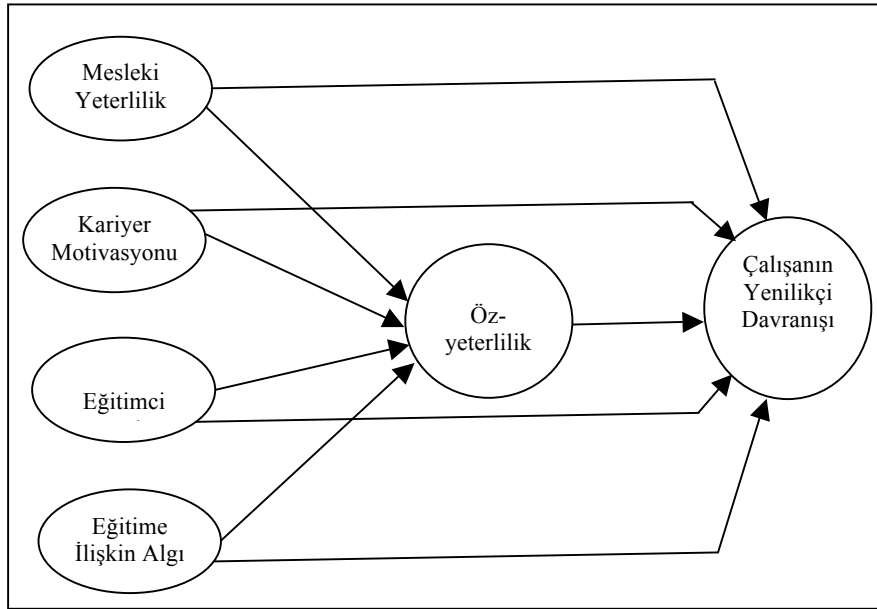 Mesleki
Yeterlilik
Kariyer
Motivasyonu
Öz-
yeterlilik
Çalışanın
Yenilikçi
Davranışı
Eğitimci
Eğitime
İlişkin Algı